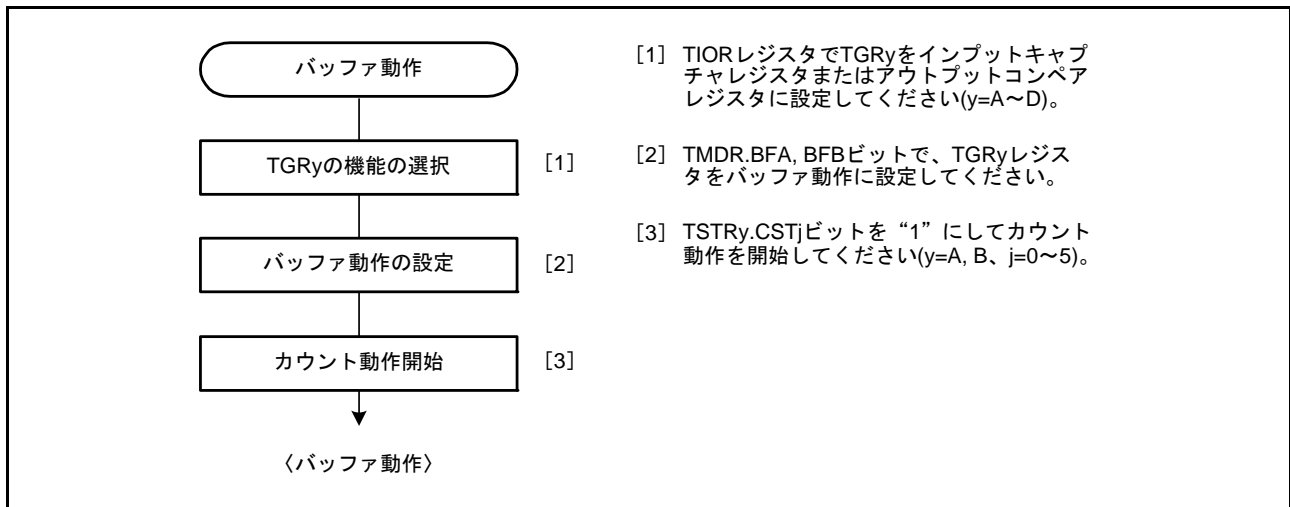 バッファ動作
TGRyの機能の選択
[1]
バッファ動作の設定
[2]
カウント動作開始
[3]
〈バッファ動作〉
[1] TIORレジスタでTGRyをインプットキャプ
チャレジスタまたはアウトプットコンペア
レジスタに設定してください(y=A～D)。
[2] TMDR.BFA, BFBビットで、TGRyレジス
タをバッファ動作に設定してください。
[3] TSTRy.CSTjビットを“1”にしてカウント
動作を開始してください(y=A, B、j=0～5)。